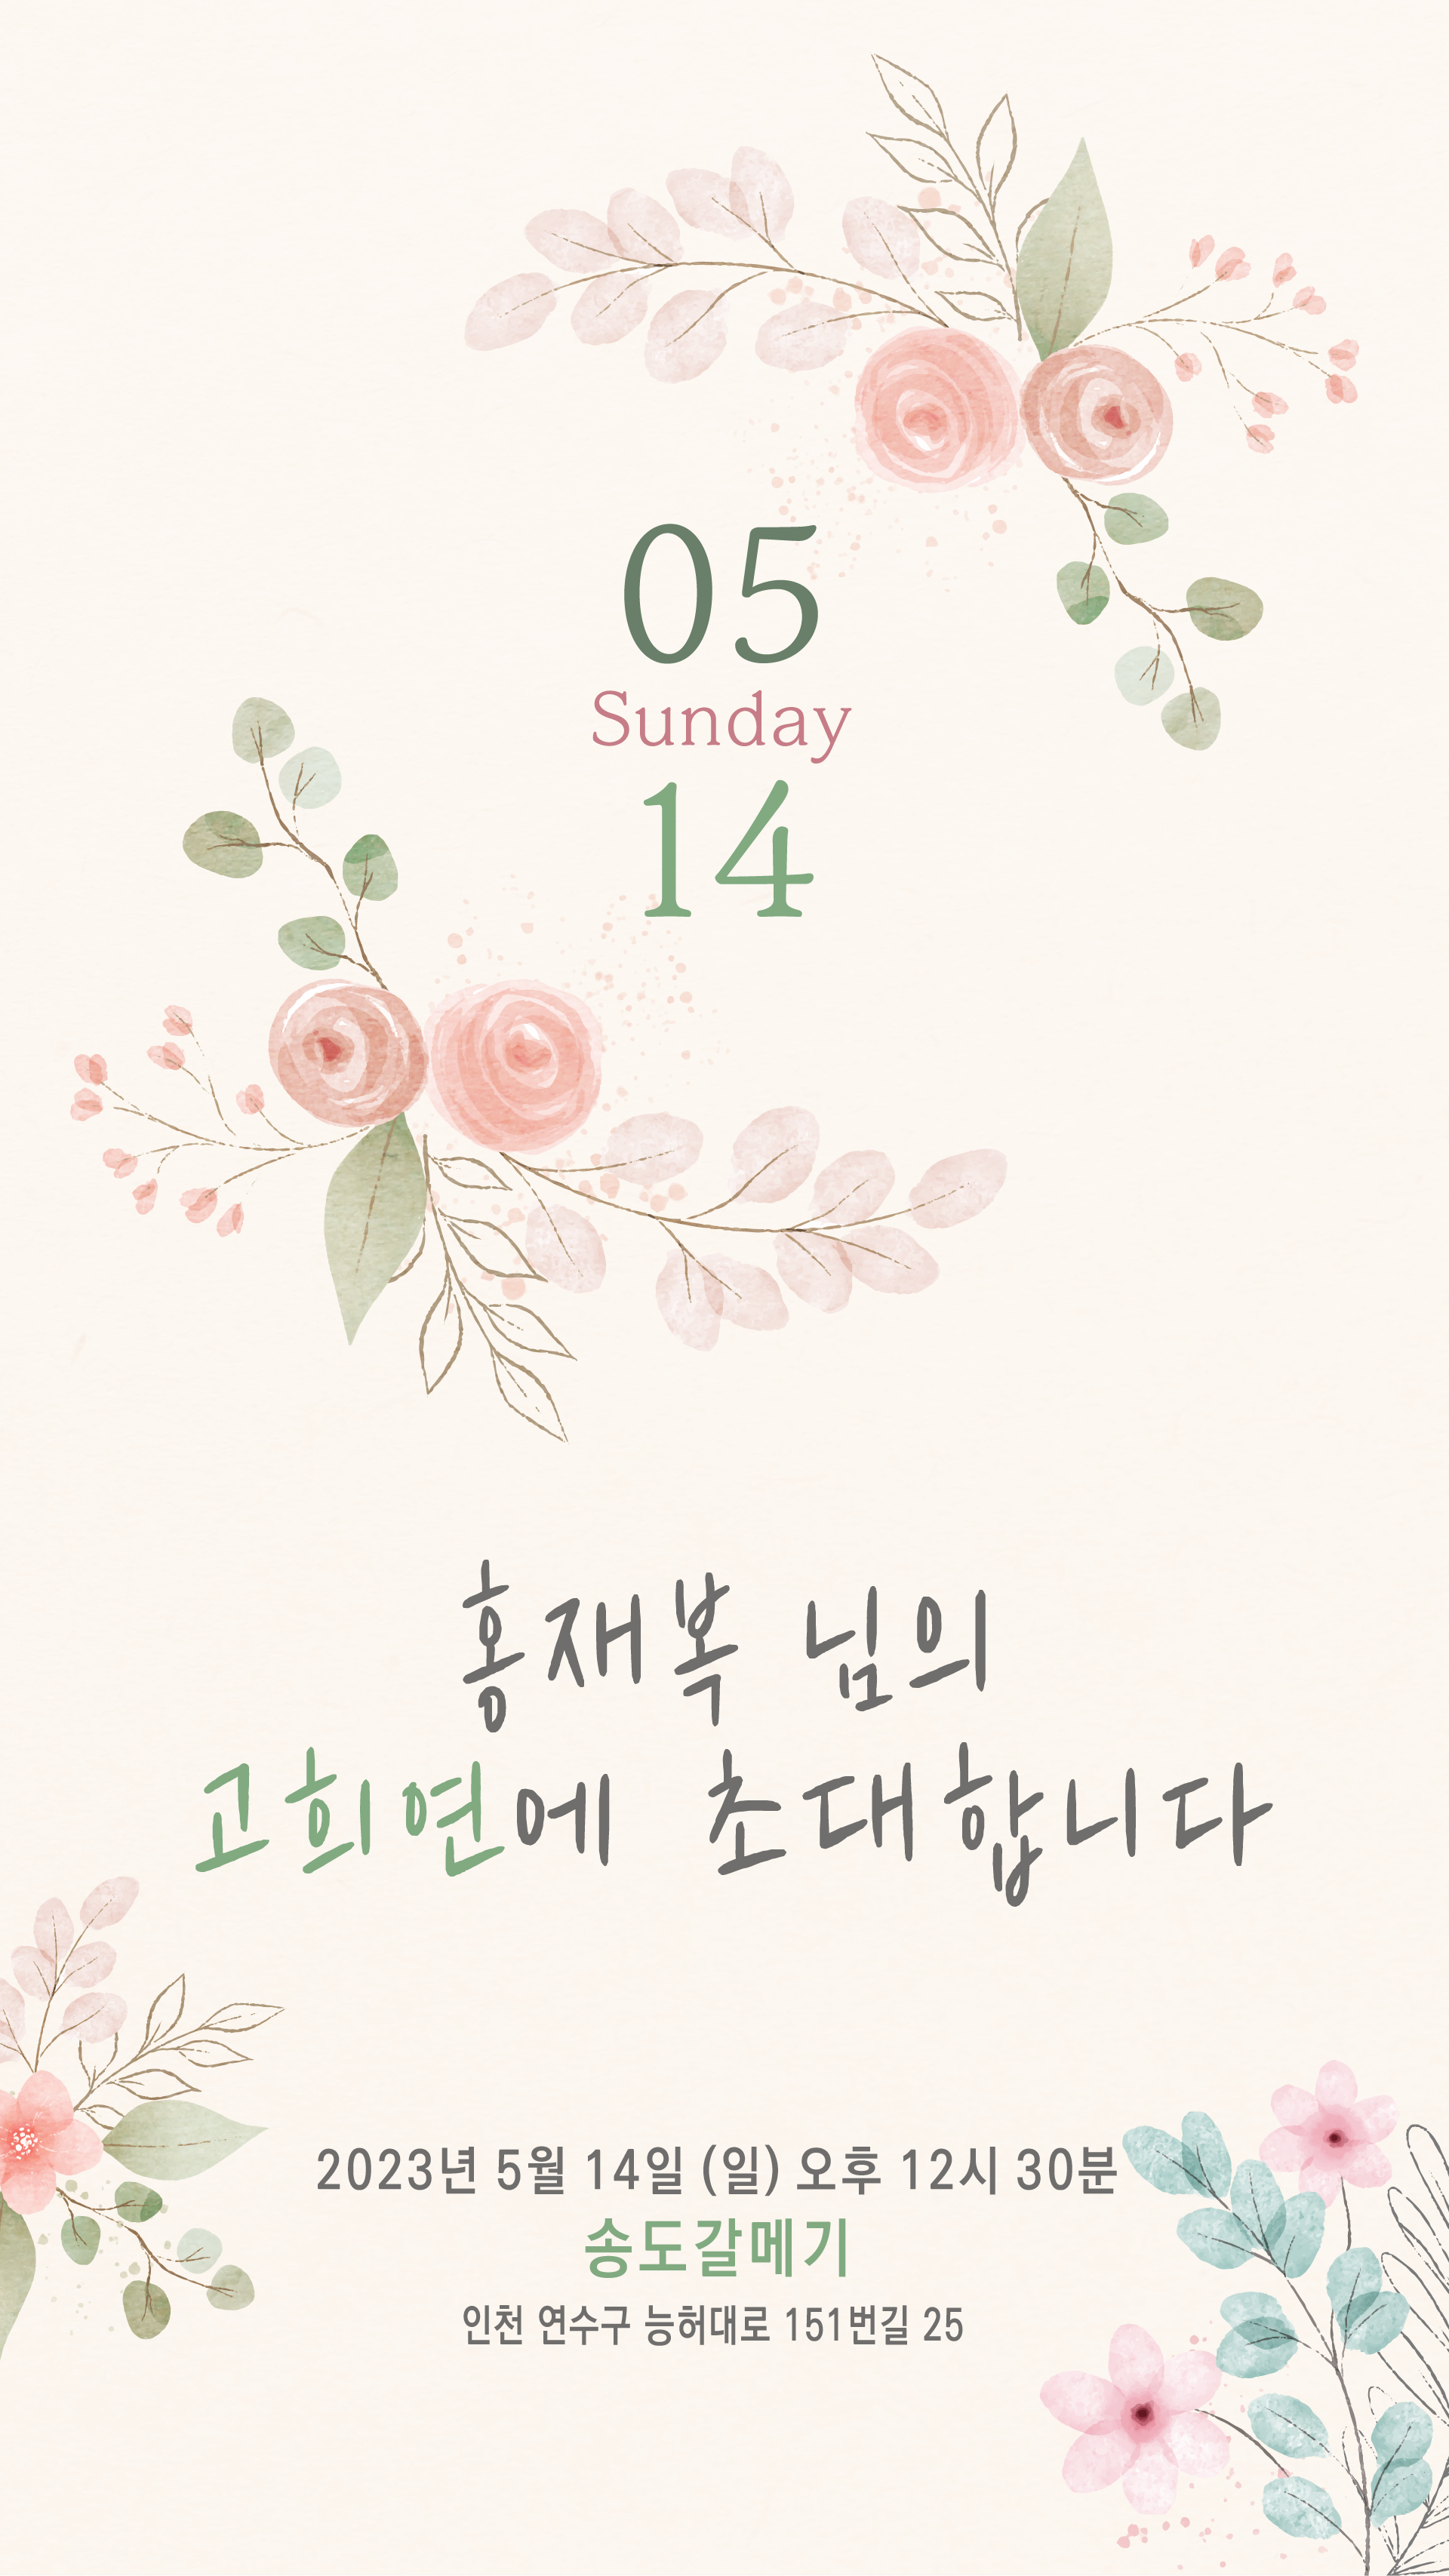 05
Sunday
14
홍재복 님의
고희연에 초대합니다
2023년 5월 14일 (일) 오후 12시 30분
송도갈메기
인천 연수구 능허대로 151번길 25